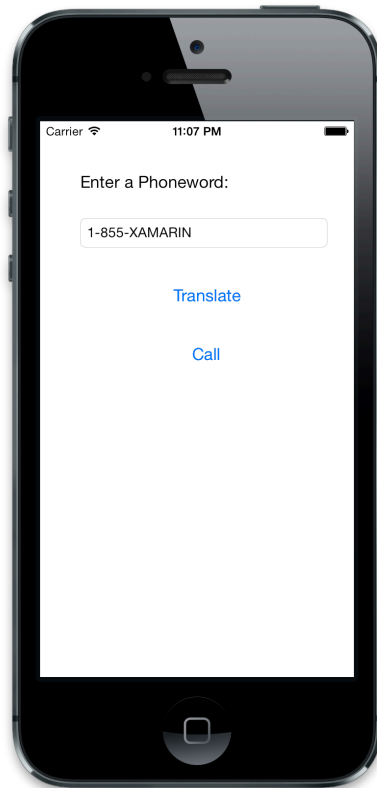 Carrier 11:07 PM
Enter a Phoneword:
1-855-XAMARIN
Translate
Call